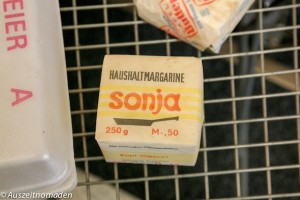 EIER
A
HAUSHALTMARGARINE
sonja
250 g M-,50
©Auszeitnomaden